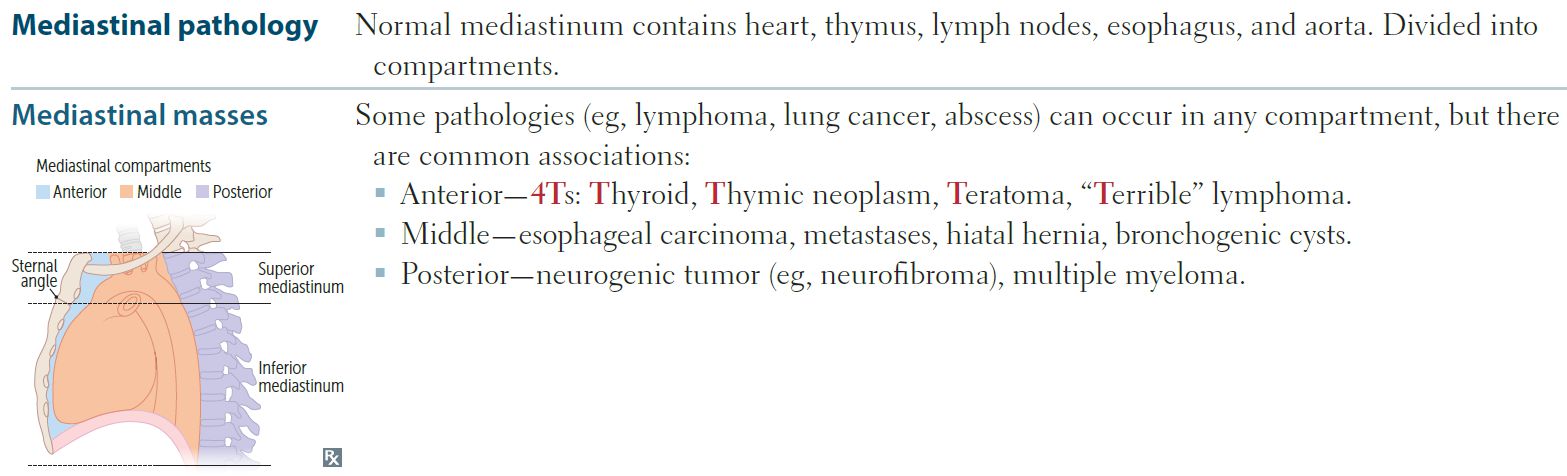 Mediastinal pathology
Normal mediastinum contains heart, thymus, lymph nodes, esophagus, and aorta. Divided into
compartments.
Mediastinal masses
Some pathologies (eg, lymphoma, lung cancer, abscess) can occur in any compartment, but there
are common associations:
▪ Anterior—4Ts: Thyroid, Thymic neoplasm, Teratoma, “Terrible” lymphoma.
▪ Middle—esophageal carcinoma, metastases, hiatal hernia, bronchogenic cysts.
▪ Posterior—neurogenic tumor (eg, neurofibroma), multiple myeloma.
Mediastinal compartments
Anterior Middle Posterior
Sternal
angle
Superior
mediastinum
Inferior
mediastinum
Rx